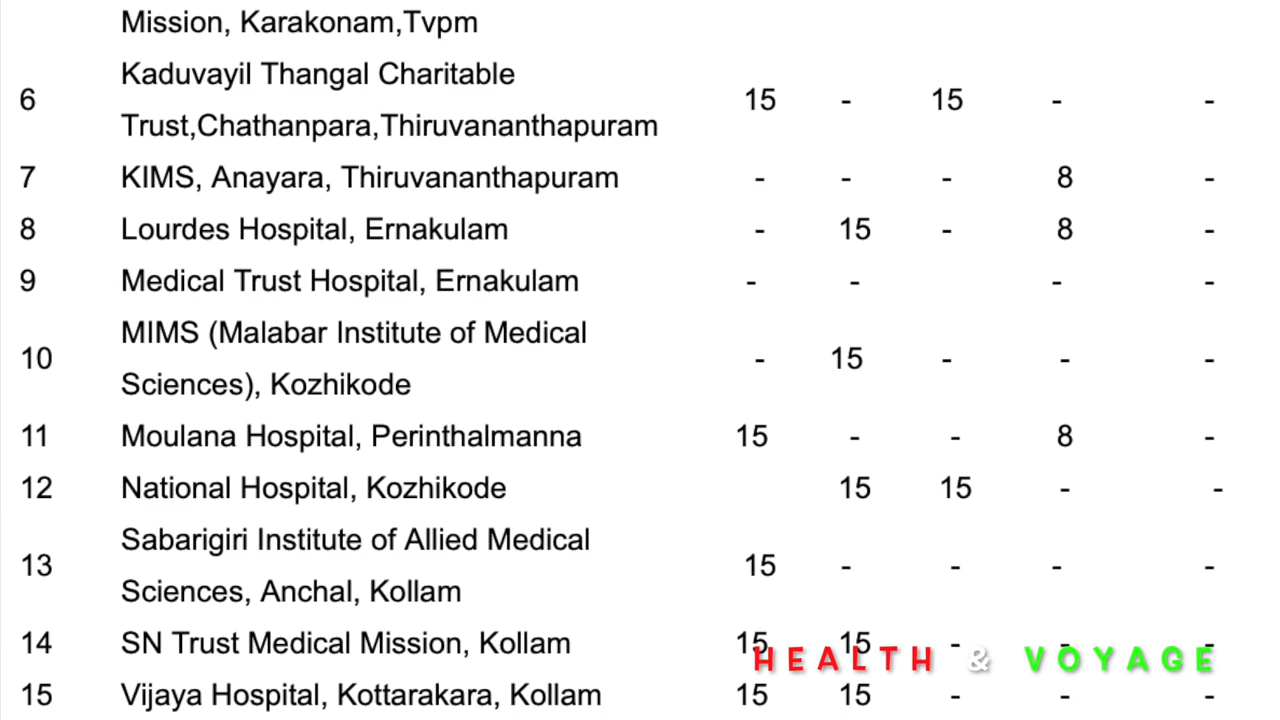 Mission, Karakonam,Tvpm
Kaduvayil Thangal Charitable
6 15 - 15 - -
Trust,Chathanpara,Thiruvananthapuram
7 KIMS, Anayara, Thiruvananthapuram - - - 8 -
8 Lourdes Hospital, Ernakulam - 15 - 8 -
9 Medical Trust Hospital, Ernakulam - - - -
MIMS (Malabar Institute of Medical
10 - 15 - - -
Sciences), Kozhikode
11 Moulana Hospital, Perinthalmanna 15 - - 8 -
12 National Hospital, Kozhikode 15 15 - -
Sabarigiri Institute of Allied Medical
13 15 - - - -
Sciences, Anchal, Kollam
14 SN Trust Medical Mission, Kollam 15 15 - - -
HEALTH & VOYAGE
15 Vijaya Hospital, Kottarakara, Kollam 15 15 - - -